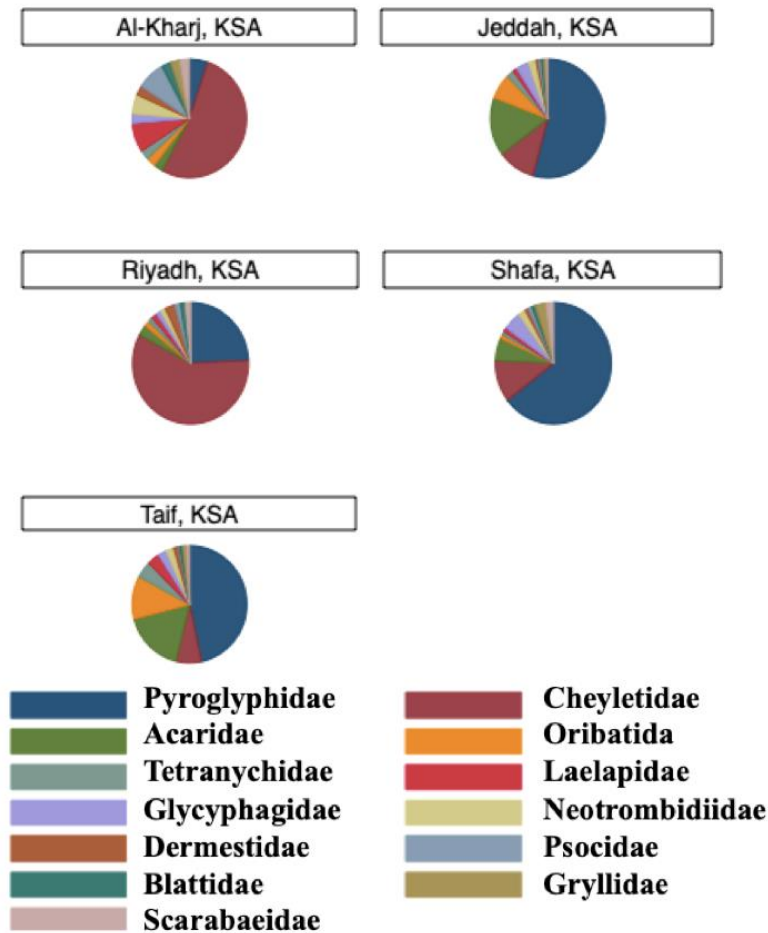 Al-Kharj, KSA
Jeddah, KSA
Riyadh, KSA
Shafa, KSA
Taif, KSA
Pyroglyphidae
Cheyletidae
Acaridae
Oribatida
Tetranychidae
Laelapidae
Glycyphagidae
Neotrombidiidae
Dermestidae
Psocidae
Blattidae
Gryllidae
Scarabaeidae